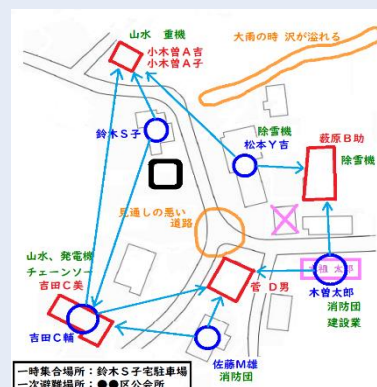 山水 重機
小木曽A吉
小木曽A子
大雨の時 沢が溢れる
鈴木S子
除雪機
松本Y吉
萩原B助
除雪機
見通しの悪い
道路
山水、発電機
チェーンソー
吉田C美
菅 D男
太郎
木曽太郎
消防団
建設業
吉田C輔
佐藤M雄
消防団
一時集合場所:鈴木S子宅駐車場
一次避難場所:●●区公会所